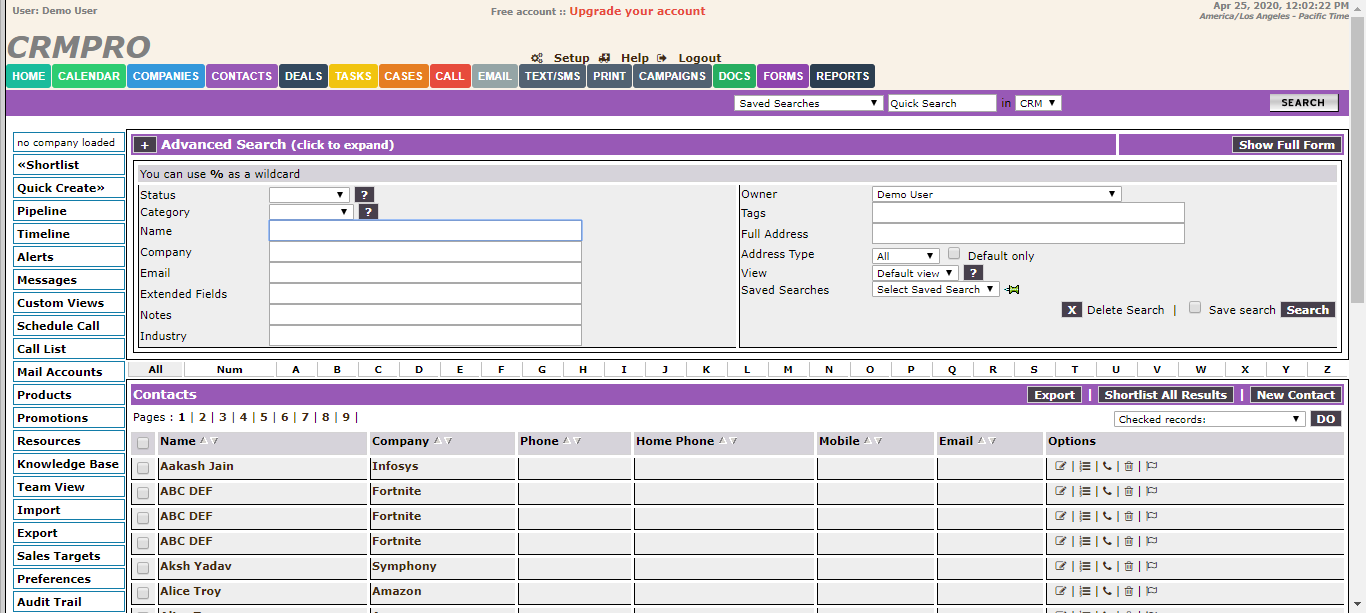 User: Demo User
Free account :: Upgrade your account
Apr 25, 2020, 12:02:22 PM
America/Los Angeles - Pacific Time
CRMPRO
Setup Help Logout
HOME CALENDAR COMPANIES CONTACTS DEALS TASKS CASES CALL EMAIL TEXT/SMS PRINT CAMPAIGNS DOCS FORMS REPORTS
Saved Searches Quick Search in CRM SEARCH
no company loaded
«Shortlist
Quick Create»
Pipeline
Timeline
Alerts
Messages
Custom Views
Schedule Call
Call List
Mail Accounts
Products
Promotions
Resources
Knowledge Base
Team View
Import
Export
Sales Targets
Preferences
Audit Trail
+ Advanced Search (click to expand) Show Full Form
You can use % as a wildcard
Status ?
Category ?
Name
Company
Email
Extended Fields
Notes
Industry
Owner Demo User
Tags
Full Address
Address Type All Default only
View Default view ?
Saved Searches Select Saved Search
X Delete Search | Save search Search
All Num A B C D E F G H I J K L M N O P Q R S T U V W X Y Z
Contacts Export | Shortlist All Results | New Contact
Pages : 1 | 2 | 3 | 4 | 5 | 6 | 7 | 8 | 9 |
Checked records: DO
Name Company Phone Home Phone Mobile Email Options
Aakash Jain Infosys | | | |
ABC DEF Fortnite | | | |
ABC DEF Fortnite | | | |
ABC DEF Fortnite | | | |
Aksh Yadav Symphony | | | |
Alice Troy Amazon | | | |